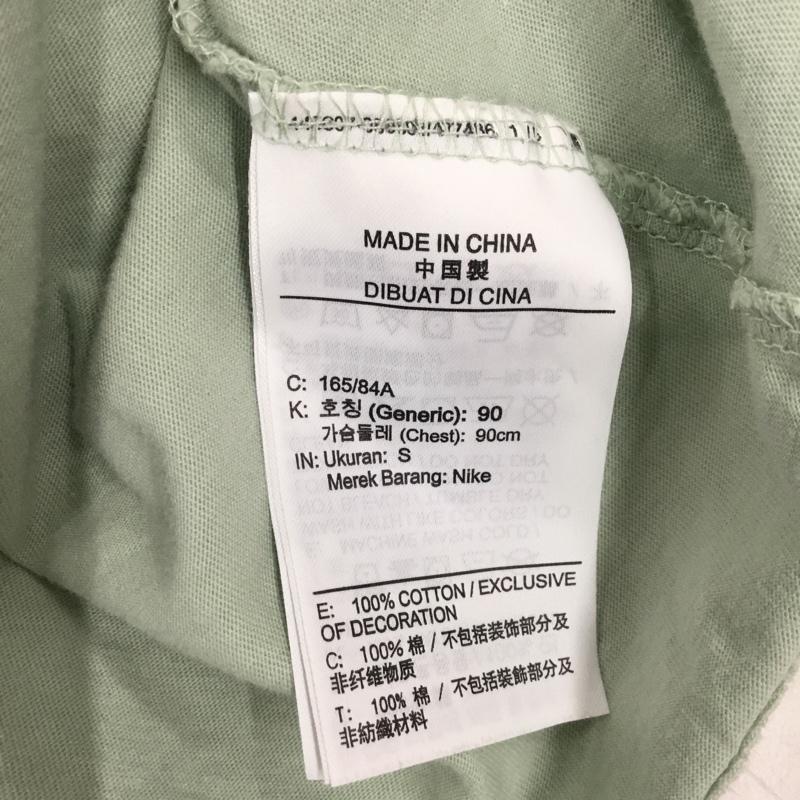 MADE IN CHINA
中国製
DIBUAT DI CINA
C: 165/84A
K: 호칭 (Generic): 90
가슴둘레 (Chest): 90cm
IN: Ukuran: S
Merek Barang: Nike
E: 100% COTTON / EXCLUSIVE
OF DECORATION
C: 100% 棉 / 不包括装饰部分及
非纤维物质
T: 100% 棉 / 不包括裝飾部分及
非紡織材料